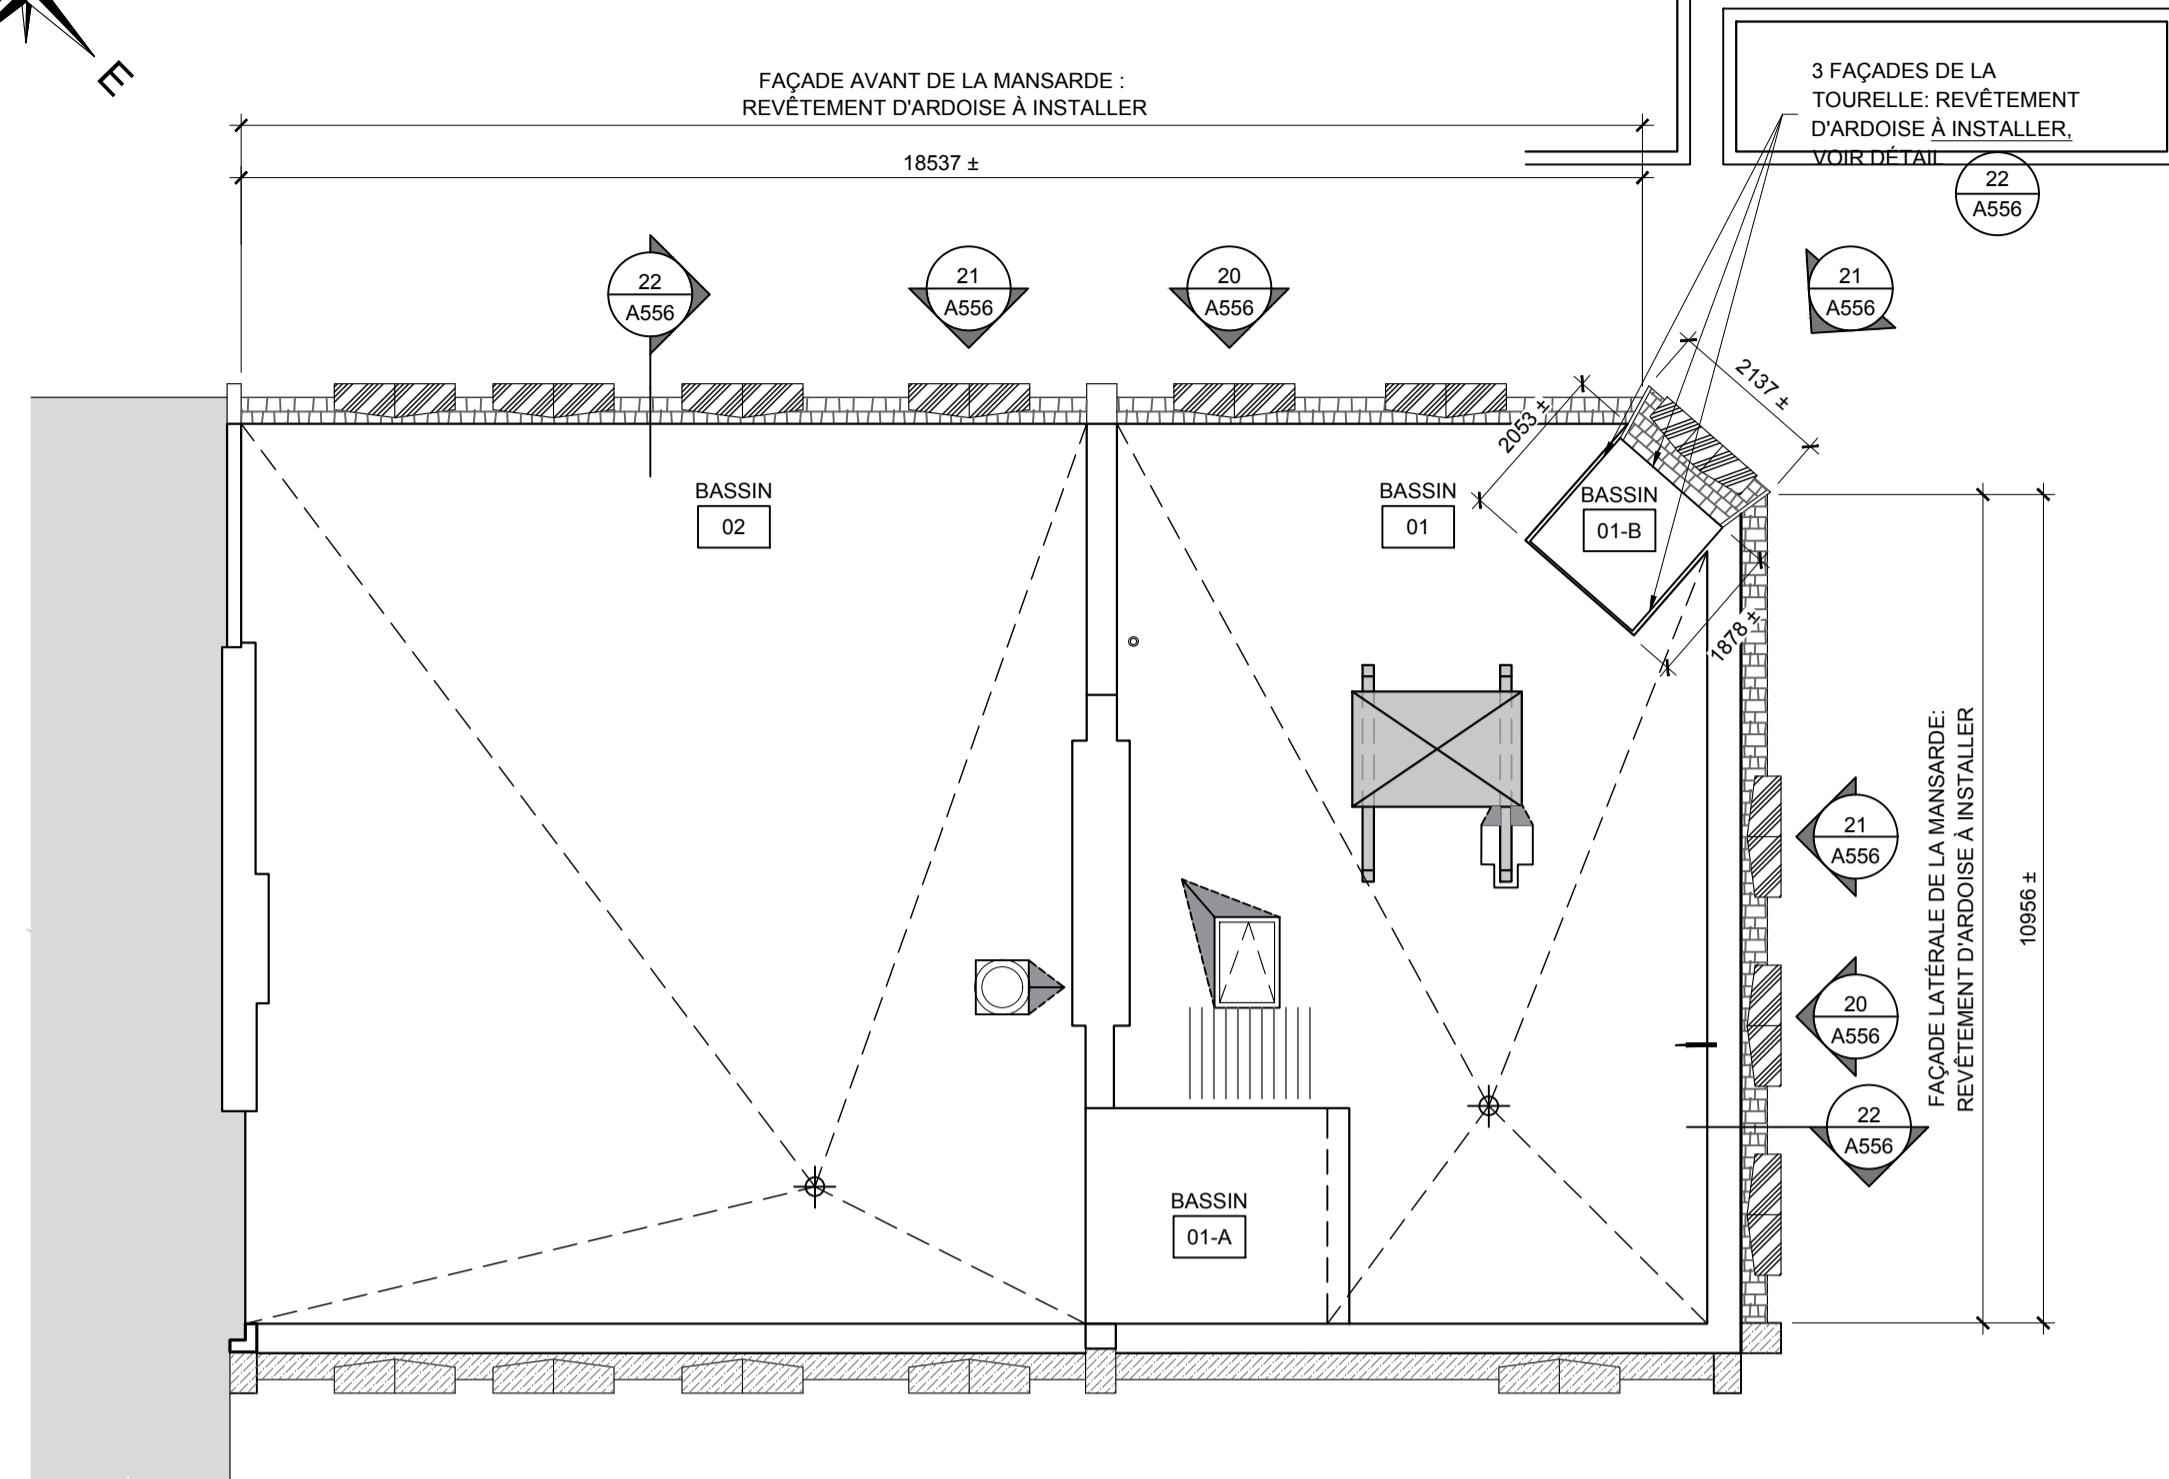 E
FAÇADE AVANT DE LA MANSARDE :
REVÊTEMENT D'ARDOISE À INSTALLER
18537 ±
3 FAÇADES DE LA
TOURELLE: REVÊTEMENT
D'ARDOISE À INSTALLER,
VOIR DÉTAIL
22
A556
22
A556
21
A556
20
A556
21
A556
2137 ±
2053 ±
1878 ±
BASSIN
02
BASSIN
01
BASSIN
01-B
21
A556
20
A556
22
A556
FAÇADE LATÉRALE DE LA MANSARDE:
REVÊTEMENT D'ARDOISE À INSTALLER
10956 ±
BASSIN
01-A